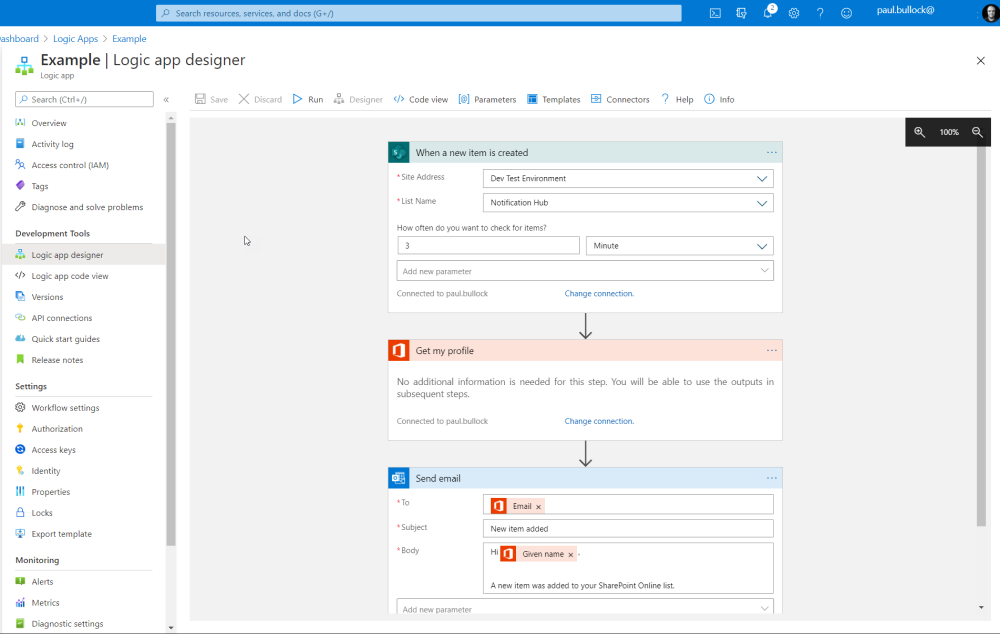 Search resources, services, and docs (G+/)
2
paul.bullock@
ashboard > Logic Apps > Example
Example | Logic app designer
Logic app
Search (Ctrl+/)
«
Overview
Activity log
Access control (IAM)
Tags
Diagnose and solve problems
Development Tools
Logic app designer
Logic app code view
Versions
API connections
Quick start guides
Release notes
Settings
Workflow settings
Authorization
Access keys
Identity
Properties
Locks
Export template
Monitoring
Alerts
Metrics
Diagnostic settings
Save Discard Run Designer Code view Parameters Templates Connectors Help Info
100%
When a new item is created
* Site Address
Dev Test Environment
* List Name
Notification Hub
How often do you want to check for items?
3
Minute
Add new parameter
Connected to paul.bullock
Change connection.
Get my profile
No additional information is needed for this step. You will be able to use the outputs in
subsequent steps.
Connected to paul.bullock
Change connection.
Send email
* To
Email ×
* Subject
New item added
* Body
Hi Given name × ,
A new item was added to your SharePoint Online list.
Add new parameter